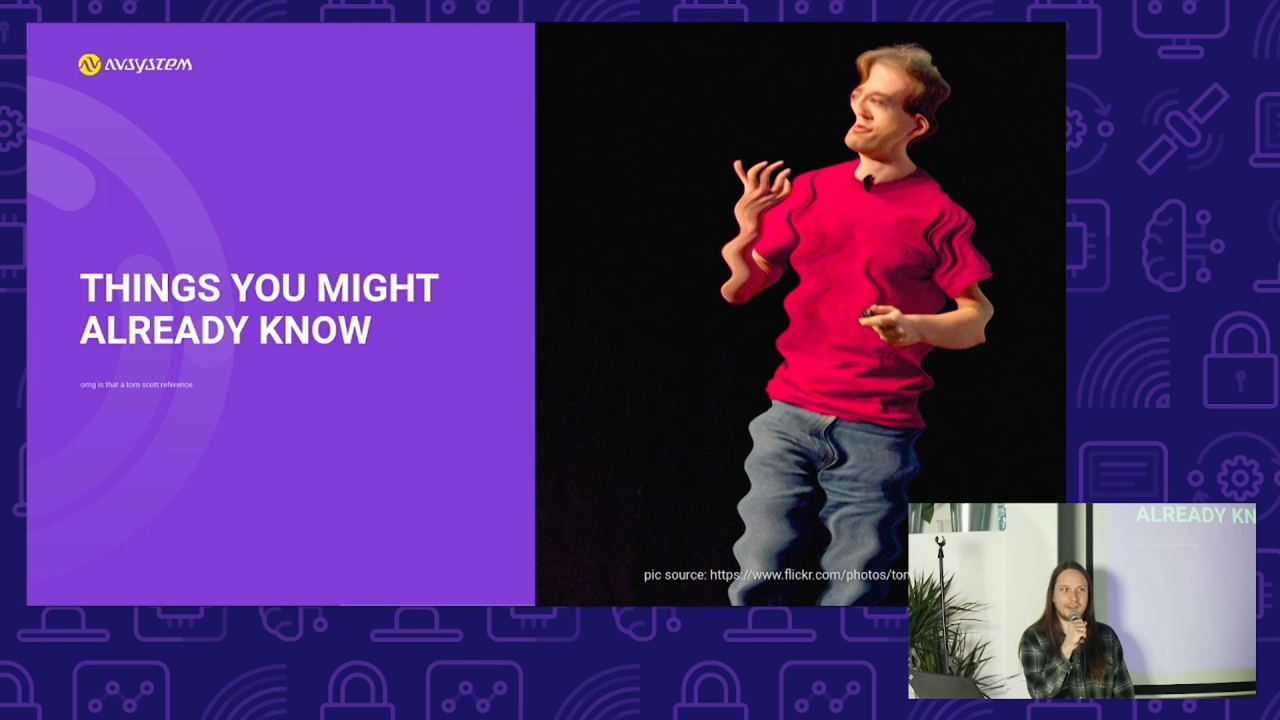 AVSYSTEM
THINGS YOU MIGHT
ALREADY KNOW
omg is that a tom scott reference
pic source: https://www.flickr.com/photos/tom
ALREADY KN